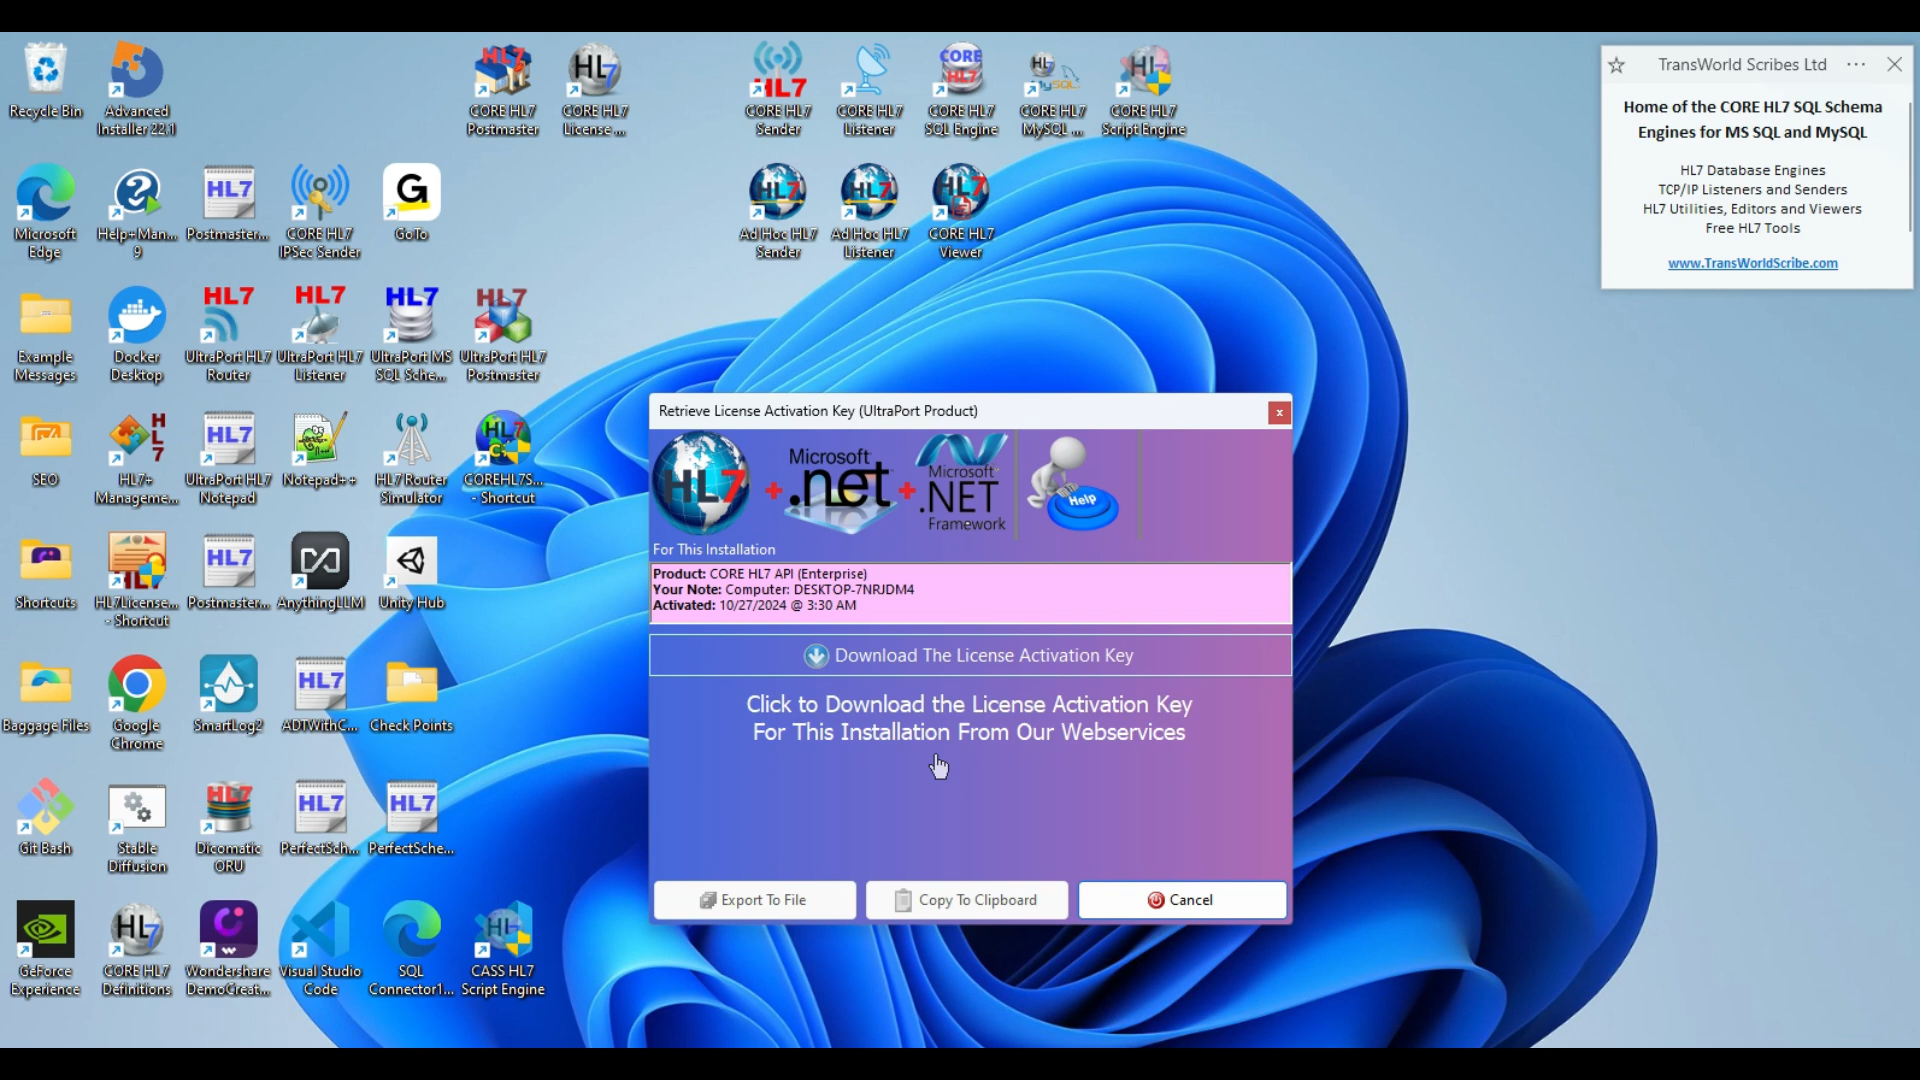 Recycle Bin
Advanced
Installer 22.1
CORE HL7
Postmaster
CORE HL7
License ...
CORE HL7
Sender
CORE HL7
Listener
CORE HL7
SQL Engine
CORE HL7
MySQL ...
CORE HL7
Script Engine
Microsoft
Edge
Help+Man...
9
Postmaster...
CORE HL7
IPSec Sender
GoTo
Ad Hoc HL7
Sender
Ad Hoc HL7
Listener
CORE HL7
Viewer
Example
Messages
Docker
Desktop
UltraPort HL7
Router
UltraPort HL7
Listener
UltraPort MS
SQL Sche...
UltraPort HL7
Postmaster
SEO
HL7+
Manageme...
UltraPort HL7
Notepad
Notepad++
HL7 Router
Simulator
COREHL7S...
- Shortcut
Shortcuts
HL7License...
- Shortcut
Postmaster...
AnythingLLM
Unity Hub
Baggage Files
Google
Chrome
SmartLog2
ADTWithC...
Check Points
Git Bash
Stable
Diffusion
Dicomatic
ORU
PerfectSch...
PerfectSche...
GeForce
Experience
CORE HL7
Definitions
Wondershare
DemoCreat...
Visual Studio
Code
SQL
Connector1...
CASS HL7
Script Engine
TransWorld Scribes Ltd
Home of the CORE HL7 SQL Schema
Engines for MS SQL and MySQL
HL7 Database Engines
TCP/IP Listeners and Senders
HL7 Utilities, Editors and Viewers
Free HL7 Tools
www.TransWorldScribe.com
Retrieve License Activation Key (UltraPort Product)
x
HL7 + Microsoft .net + Microsoft .NET Framework
Help
For This Installation
Product: CORE HL7 API (Enterprise)
Your Note: Computer: DESKTOP-7NRJDM4
Activated: 10/27/2024 @ 3:30 AM
Download The License Activation Key
Click to Download the License Activation Key
For This Installation From Our Webservices
Export To File
Copy To Clipboard
Cancel